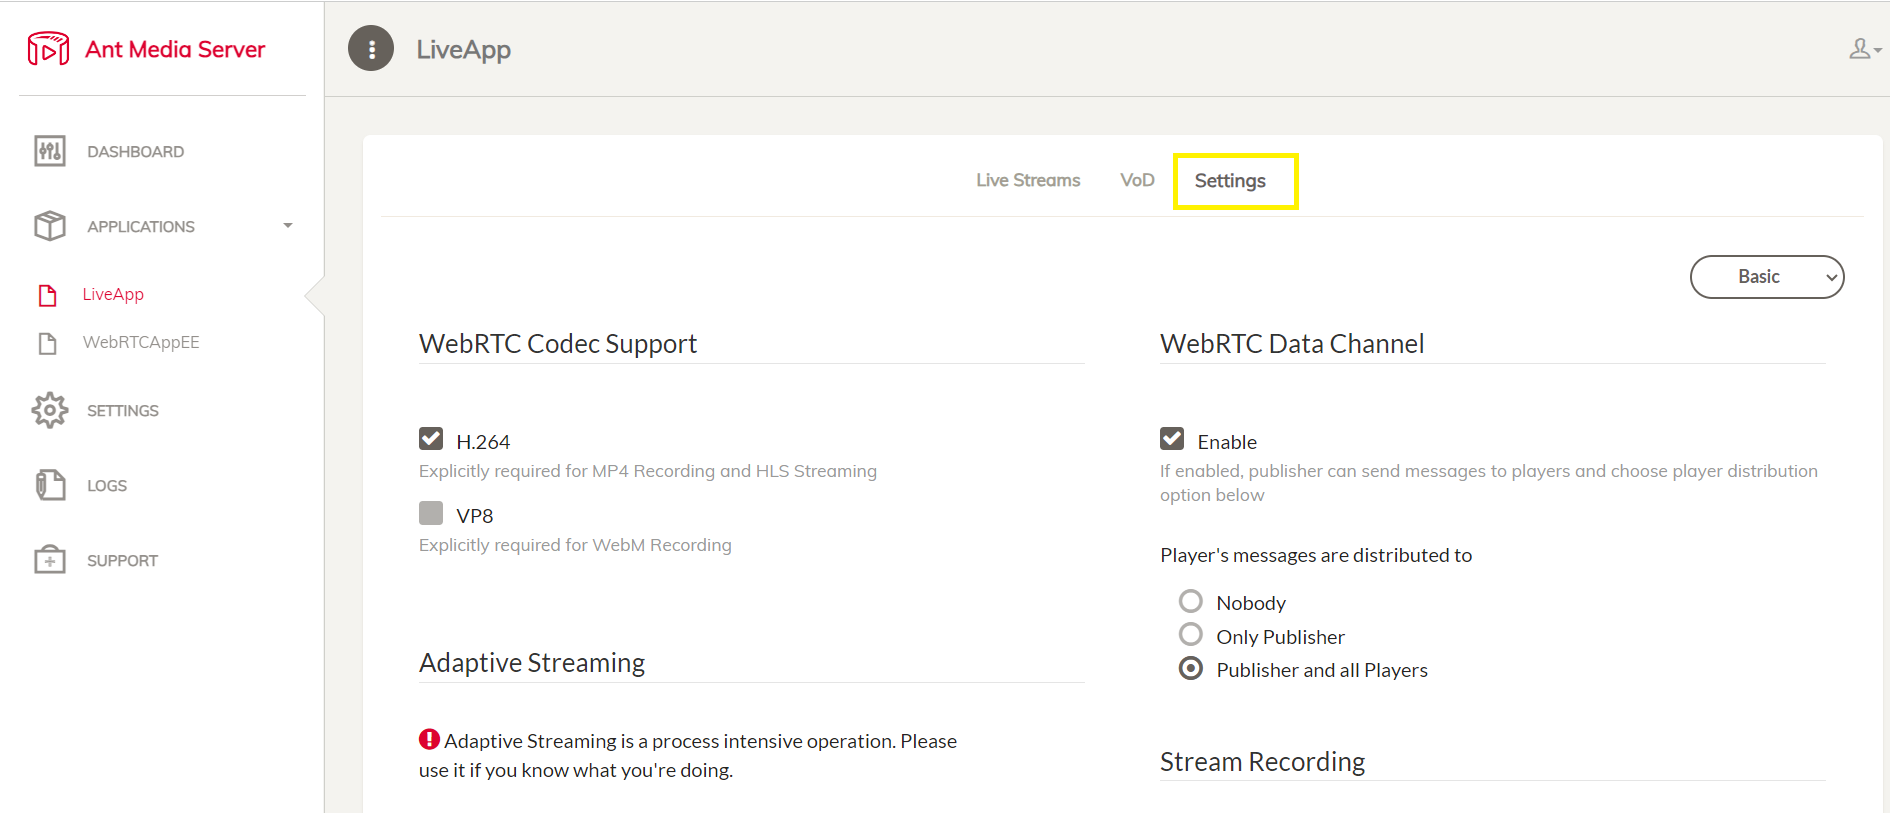 Ant Media Server
LiveApp
DASHBOARD
APPLICATIONS
LiveApp
WebRTCAppEE
SETTINGS
LOGS
SUPPORT
Live Streams VoD Settings
Basic
WebRTC Codec Support
H.264
Explicitly required for MP4 Recording and HLS Streaming
VP8
Explicitly required for WebM Recording
Adaptive Streaming
Adaptive Streaming is a process intensive operation. Please
use it if you know what you're doing.
WebRTC Data Channel
Enable
If enabled, publisher can send messages to players and choose player distribution
option below
Player's messages are distributed to
Nobody
Only Publisher
Publisher and all Players
Stream Recording